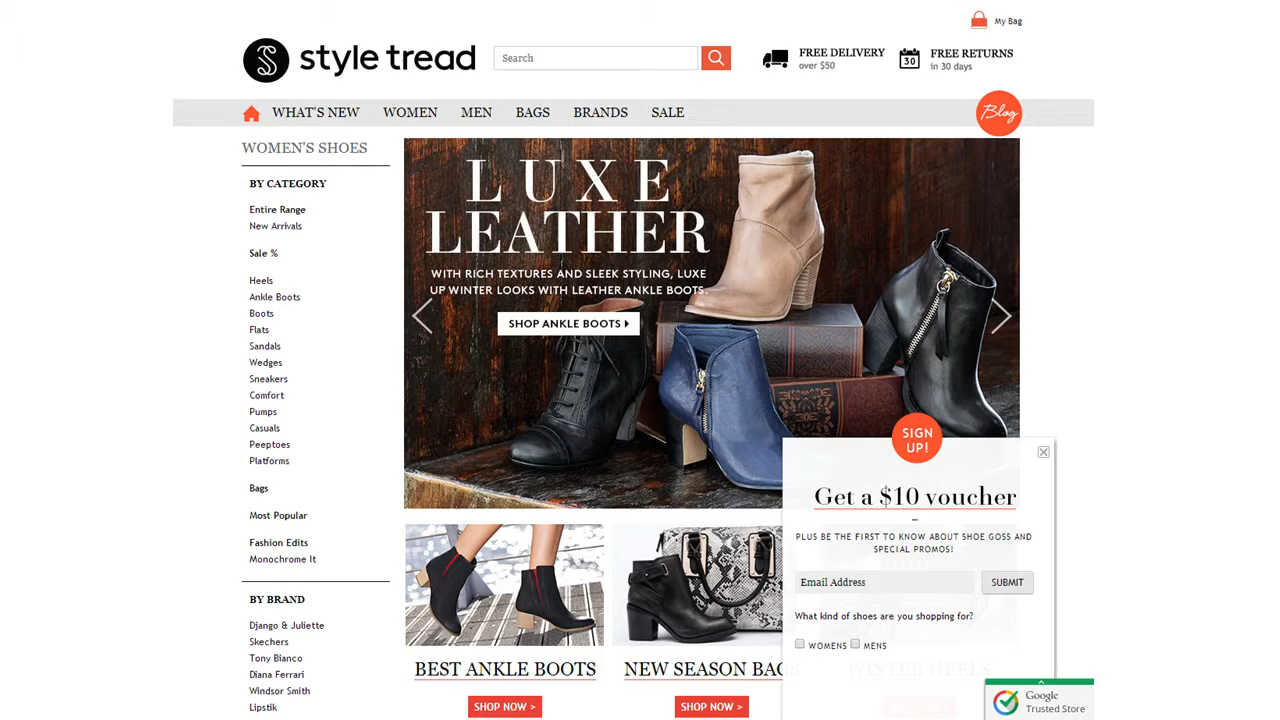 My Bag
style tread
Search
FREE DELIVERY
over $50
30
FREE RETURNS
in 30 days
WHAT'S NEW
WOMEN
MEN
BAGS
BRANDS
SALE
Blog
WOMEN'S SHOES
BY CATEGORY
Entire Range
New Arrivals
Sale %
Heels
Ankle Boots
Boots
Flats
Sandals
Wedges
Sneakers
Comfort
Pumps
Casuals
Peeptoes
Platforms
Bags
Most Popular
Fashion Edits
Monochrome It
BY BRAND
Django & Juliette
Skechers
Tony Bianco
Diana Ferrari
Windsor Smith
Lipstik
LUXE
LEATHER
WITH RICH TEXTURES AND SLEEK STYLING, LUXE
UP WINTER LOOKS WITH LEATHER ANKLE BOOTS.
SHOP ANKLE BOOTS
BEST ANKLE BOOTS
SHOP NOW >
NEW SEASON BAGS
SHOP NOW >
WINTER HEELS
SIGN
UP!
Get a $10 voucher
PLUS BE THE FIRST TO KNOW ABOUT SHOE GOSS AND
SPECIAL PROMOS!
Email Address
SUBMIT
What kind of shoes are you shopping for?
WOMENS
MENS
Google
Trusted Store